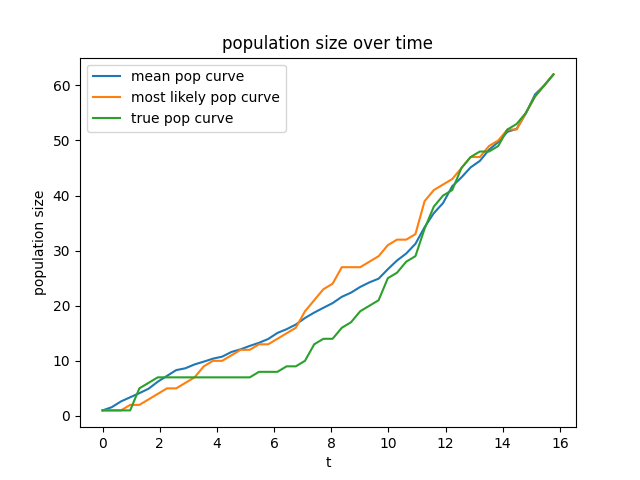 population size over time
mean pop curve
most likely pop curve
true pop curve
population size
60
50
40
30
20
10
0
0 2 4 6 8 10 12 14 16
t